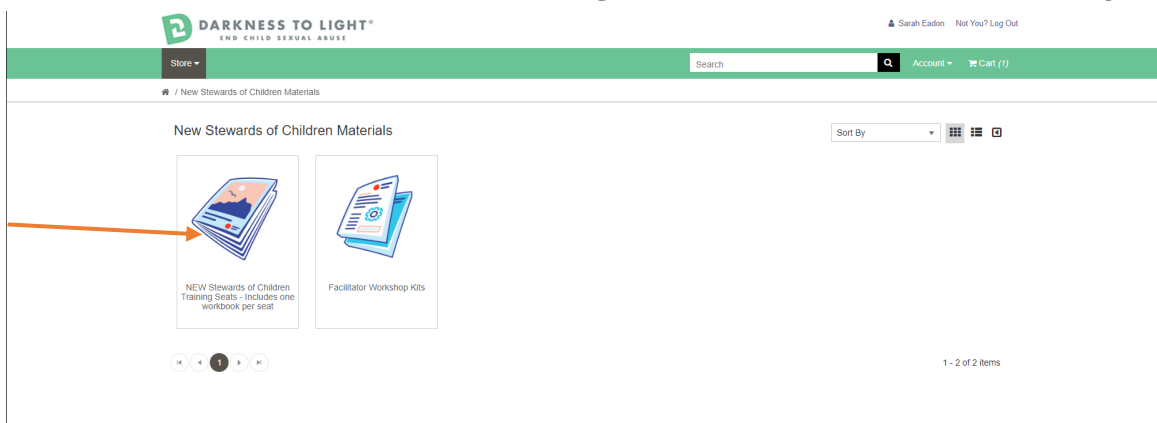 DARKNESS TO LIGHT®
END CHILD SEXUAL ABUSE
Sarah Eadon Not You? Log Out
Store
Search
Account
Cart (1)
/ New Stewards of Children Materials
New Stewards of Children Materials
Sort By
NEW Stewards of Children
Training Seats - Includes one
workbook per seat
Facilitator Workshop Kits
1
1 - 2 of 2 items